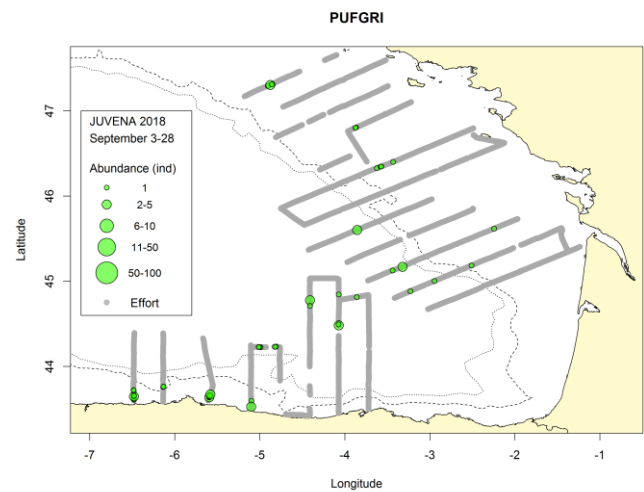 PUFGRI
JUVENA 2018
September 3-28
Abundance (ind)
1
2-5
6-10
11-50
50-100
Effort
Latitude
47
46
45
44
-7 -6 -5 -4 -3 -2 -1
Longitude